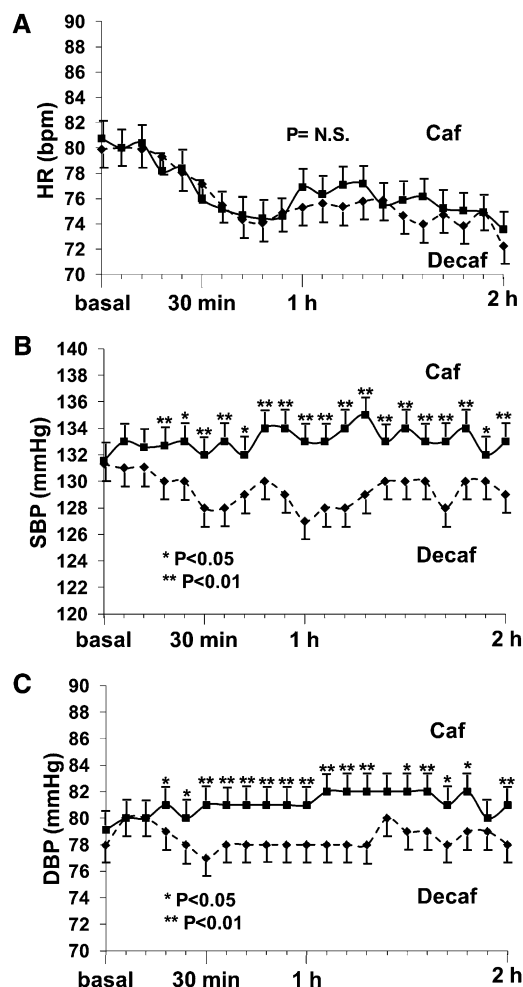 A
90
88
86
84
82
80
78
76
74
72
70
HR (bpm)
P= N.S.
Caf
Decaf
basal 30 min 1 h 2 h
B
140
138
136
134
132
130
128
126
124
122
120
SBP (mmHg)
Caf
** * ** ** * ** ** ** ** ** ** ** ** ** ** ** * **
Decaf
* P<0.05
** P<0.01
basal 30 min 1 h 2 h
C
90
88
86
84
82
80
78
76
74
72
70
DBP (mmHg)
Caf
* * ** ** ** ** ** ** ** ** ** * ** * * **
Decaf
* P<0.05
** P<0.01
basal 30 min 1 h 2 h